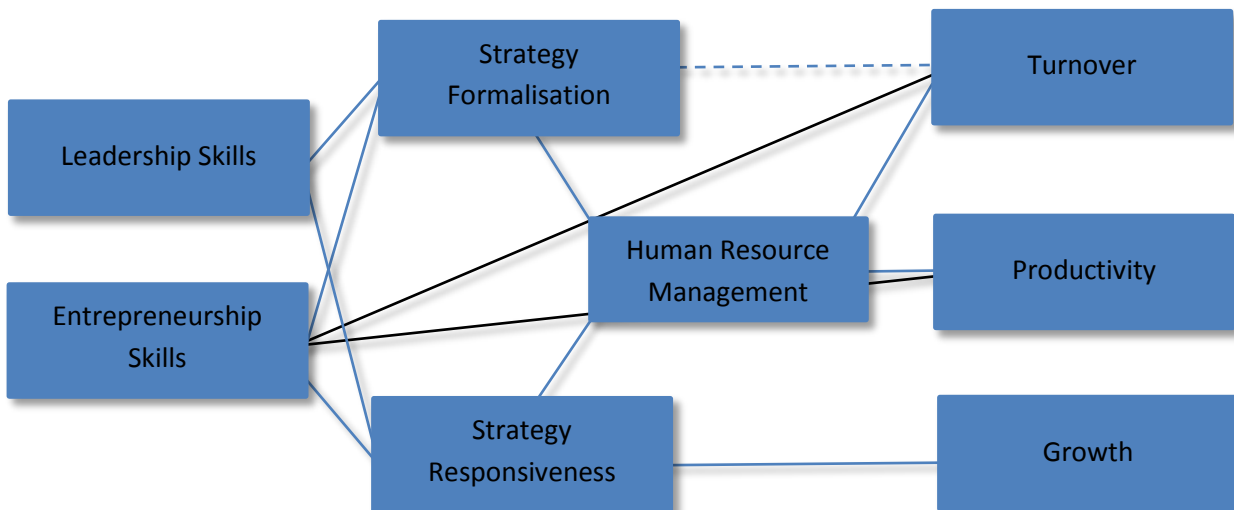 Strategy
Formalisation
Turnover
Leadership Skills
Human Resource
Management
Productivity
Entrepreneurship
Skills
Strategy
Responsiveness
Growth